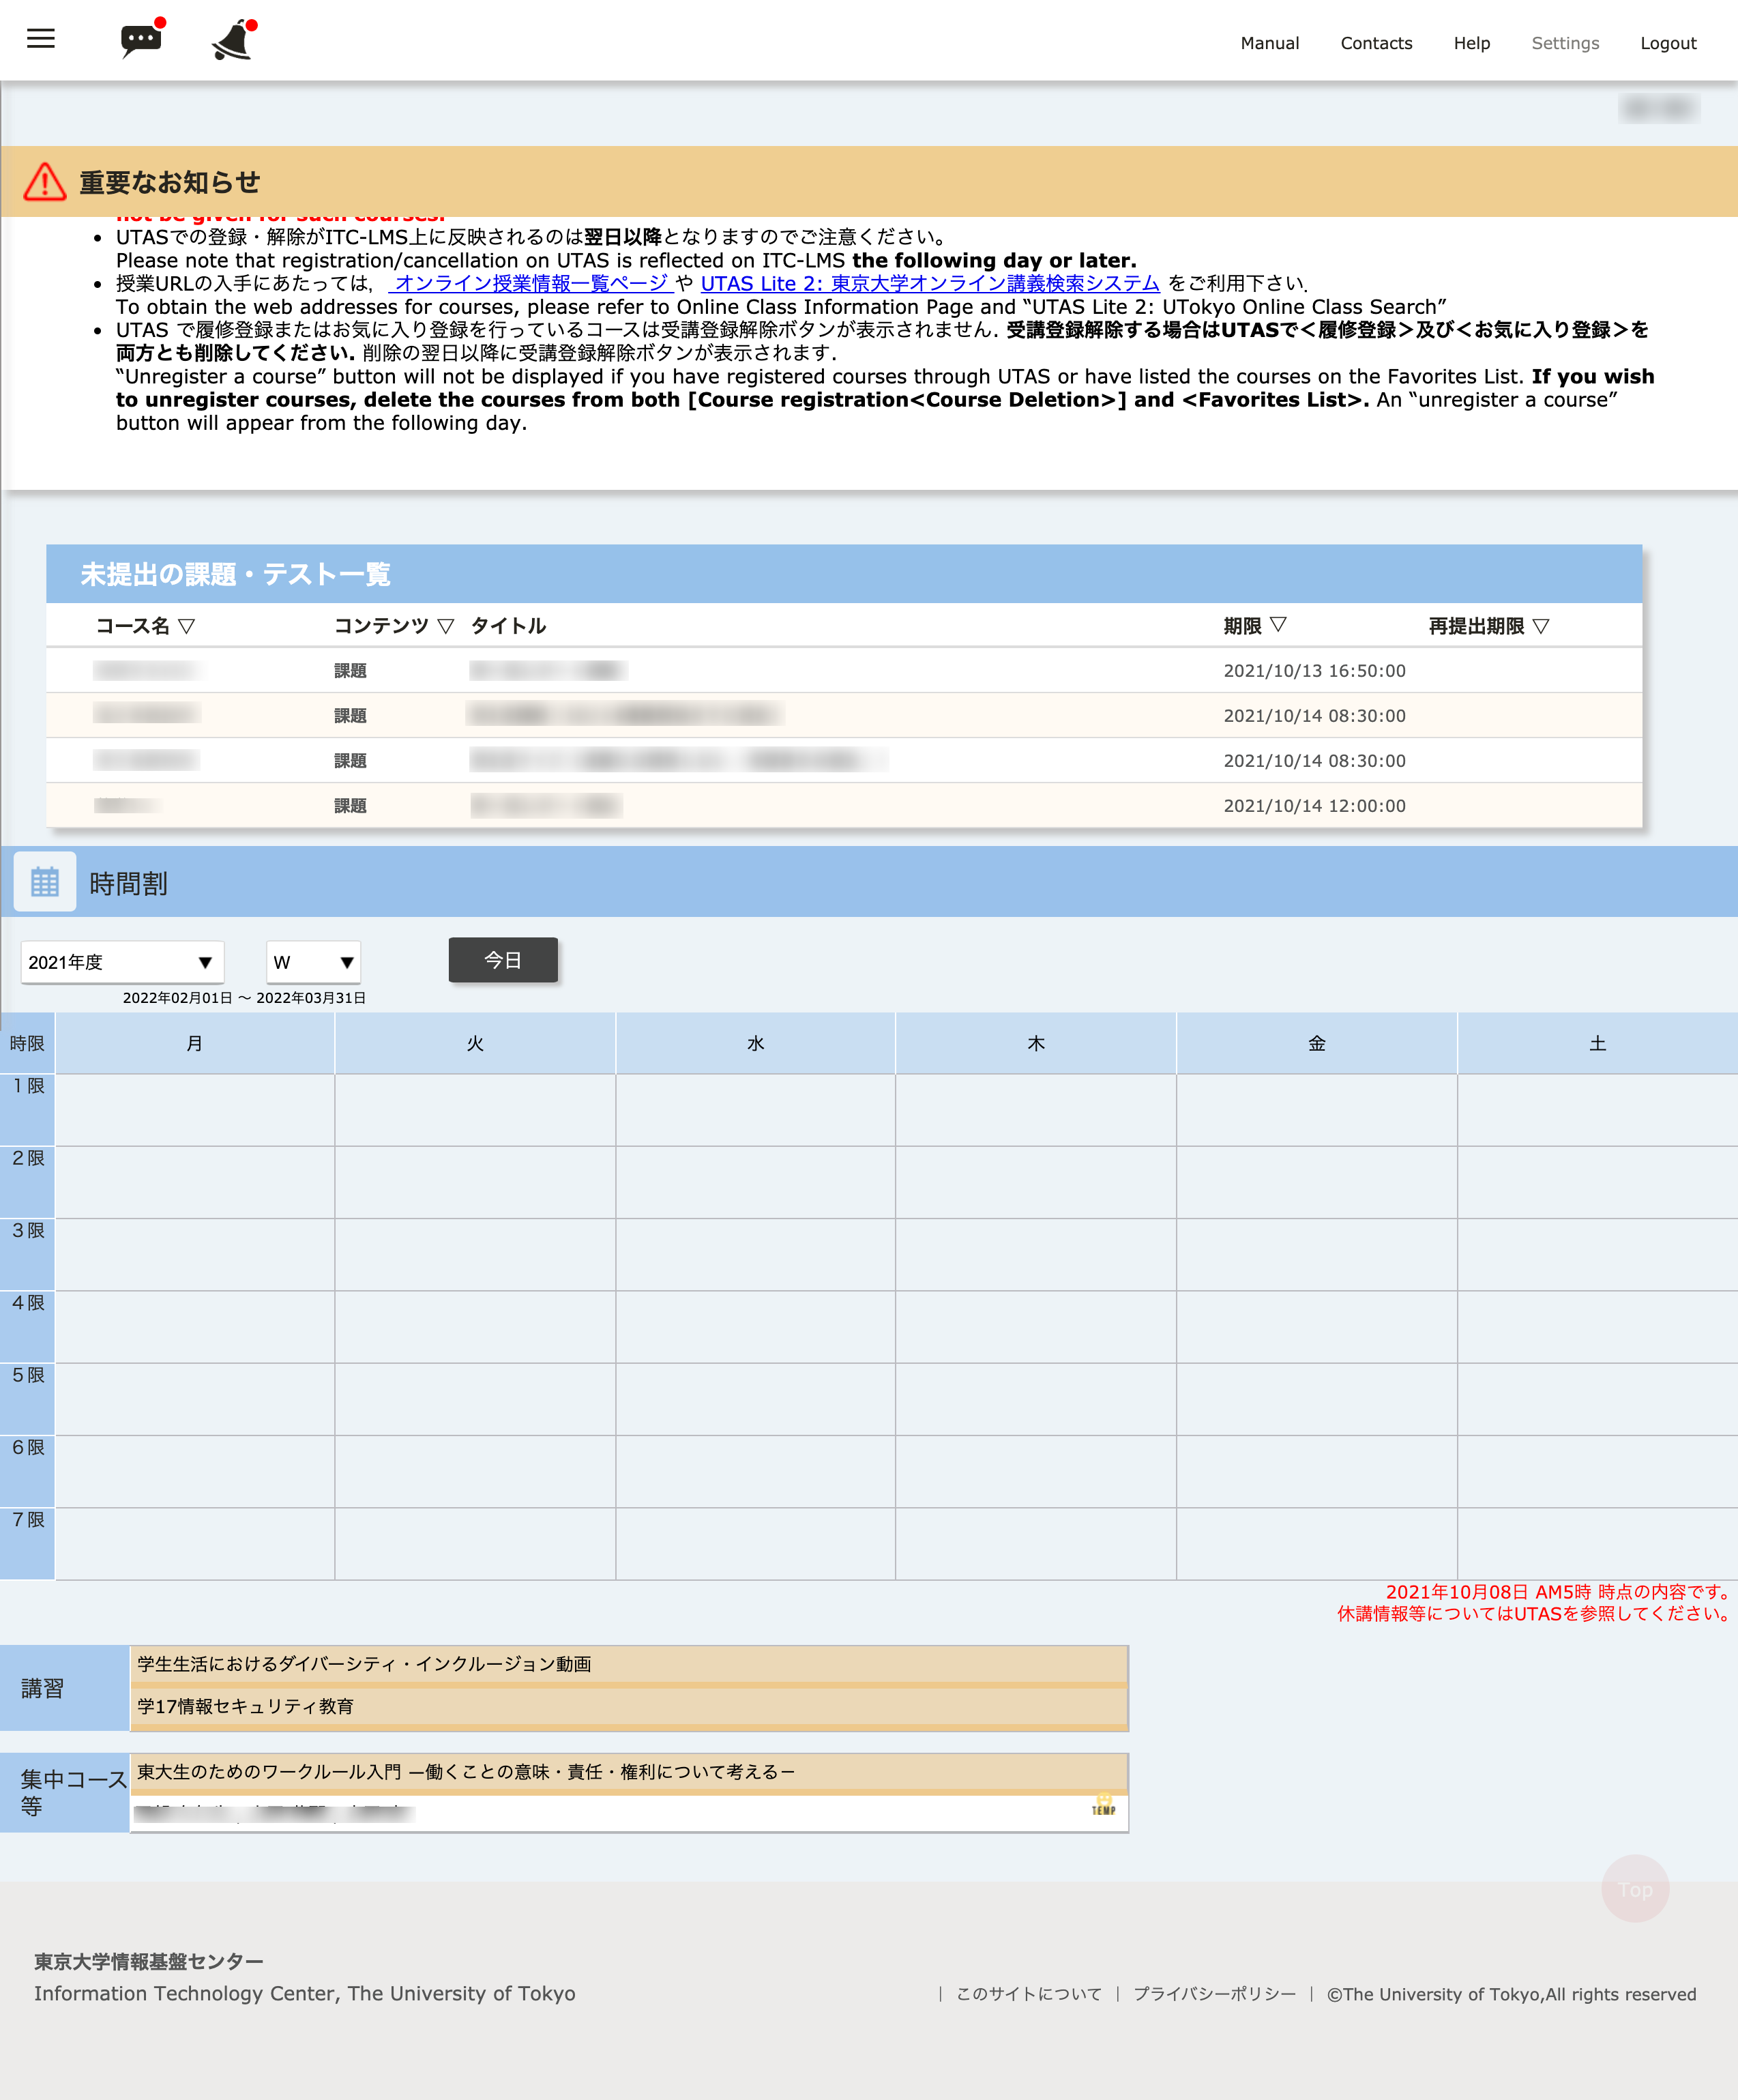 Manual Contacts Help Settings Logout
重要なお知らせ
not be given for such courses.
• UTASでの登録・解除がITC-LMS上に反映されるのは翌日以降となりますのでご注意ください。
Please note that registration/cancellation on UTAS is reflected on ITC-LMS the following day or later.
• 授業URLの入手にあたっては， オンライン授業情報一覧ページ や UTAS Lite 2: 東京大学オンライン講義検索システム をご利用下さい．
To obtain the web addresses for courses, please refer to Online Class Information Page and “UTAS Lite 2: UTokyo Online Class Search”
• UTAS で履修登録またはお気に入り登録を行っているコースは受講登録解除ボタンが表示されません. 受講登録解除する場合はUTASで＜履修登録＞及び＜お気に入り登録＞を
両方とも削除してください. 削除の翌日以降に受講登録解除ボタンが表示されます.
“Unregister a course” button will not be displayed if you have registered courses through UTAS or have listed the courses on the Favorites List. If you wish
to unregister courses, delete the courses from both [Course registration<Course Deletion>] and <Favorites List>. An “unregister a course”
button will appear from the following day.
未提出の課題・テスト一覧
コース名 ▽ コンテンツ ▽ タイトル 期限 ▽ 再提出期限 ▽
課題 2021/10/13 16:50:00
課題 2021/10/14 08:30:00
課題 2021/10/14 08:30:00
課題 2021/10/14 12:00:00
時間割
2021年度 ▼ W ▼ 今日
2022年02月01日 ～ 2022年03月31日
時限 月 火 水 木 金 土
1限
2限
3限
4限
5限
6限
7限
2021年10月08日 AM5時 時点の内容です。
休講情報等についてはUTASを参照してください。
講習
学生生活におけるダイバーシティ・インクルージョン動画
学17情報セキュリティ教育
集中コース
等
東大生のためのワークルール入門 —働くことの意味・責任・権利について考える－
TEMP
Top
東京大学情報基盤センター
Information Technology Center, The University of Tokyo
｜ このサイトについて ｜ プライバシーポリシー ｜ ©The University of Tokyo,All rights reserved